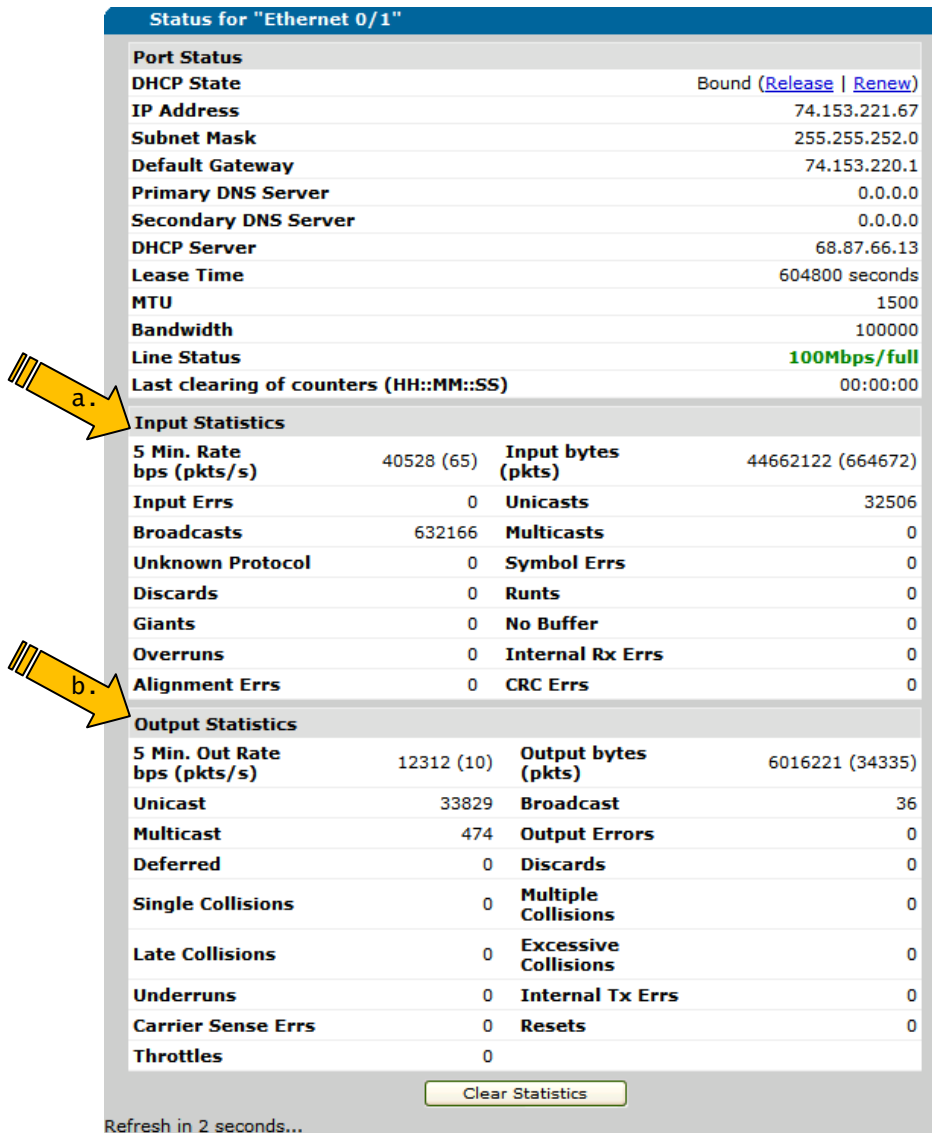 Status for "Ethernet 0/1"
Port Status
DHCP State Bound (Release | Renew)
IP Address 74.153.221.67
Subnet Mask 255.255.252.0
Default Gateway 74.153.220.1
Primary DNS Server 0.0.0.0
Secondary DNS Server 0.0.0.0
DHCP Server 68.87.66.13
Lease Time 604800 seconds
MTU 1500
Bandwidth 100000
Line Status 100Mbps/full
Last clearing of counters (HH::MM::SS) 00:00:00
a.
Input Statistics
5 Min. Rate
bps (pkts/s) 40528 (65) Input bytes
(pkts) 44662122 (664672)
Input Errs 0 Unicasts 32506
Broadcasts 632166 Multicasts 0
Unknown Protocol 0 Symbol Errs 0
Discards 0 Runts 0
Giants 0 No Buffer 0
Overruns 0 Internal Rx Errs 0
b.
Alignment Errs 0 CRC Errs 0
Output Statistics
5 Min. Out Rate
bps (pkts/s) 12312 (10) Output bytes
(pkts) 6016221 (34335)
Unicast 33829 Broadcast 36
Multicast 474 Output Errors 0
Deferred 0 Discards 0
Single Collisions 0 Multiple
Collisions 0
Late Collisions 0 Excessive
Collisions 0
Underruns 0 Internal Tx Errs 0
Carrier Sense Errs 0 Resets 0
Throttles 0
Clear Statistics
Refresh in 2 seconds...